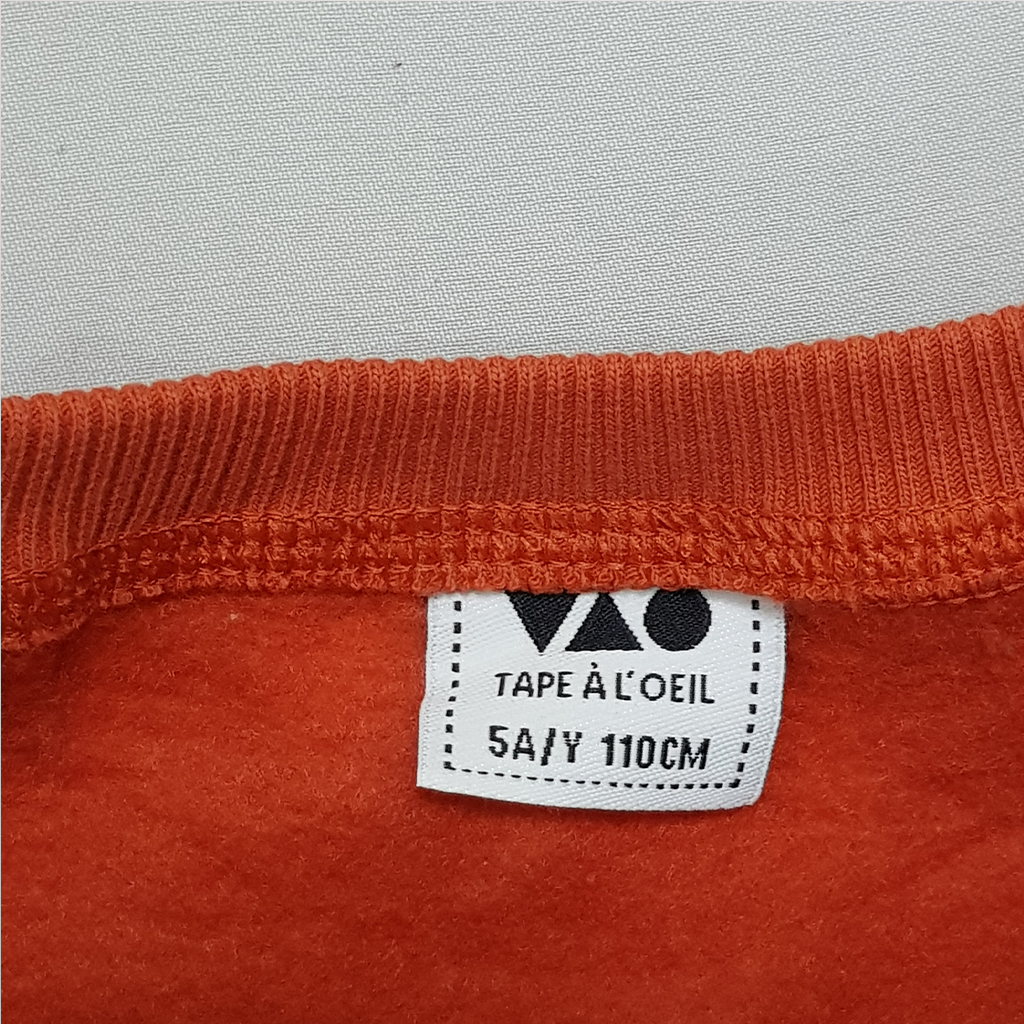 TAPE À L'OEIL
5A/Y 110CM